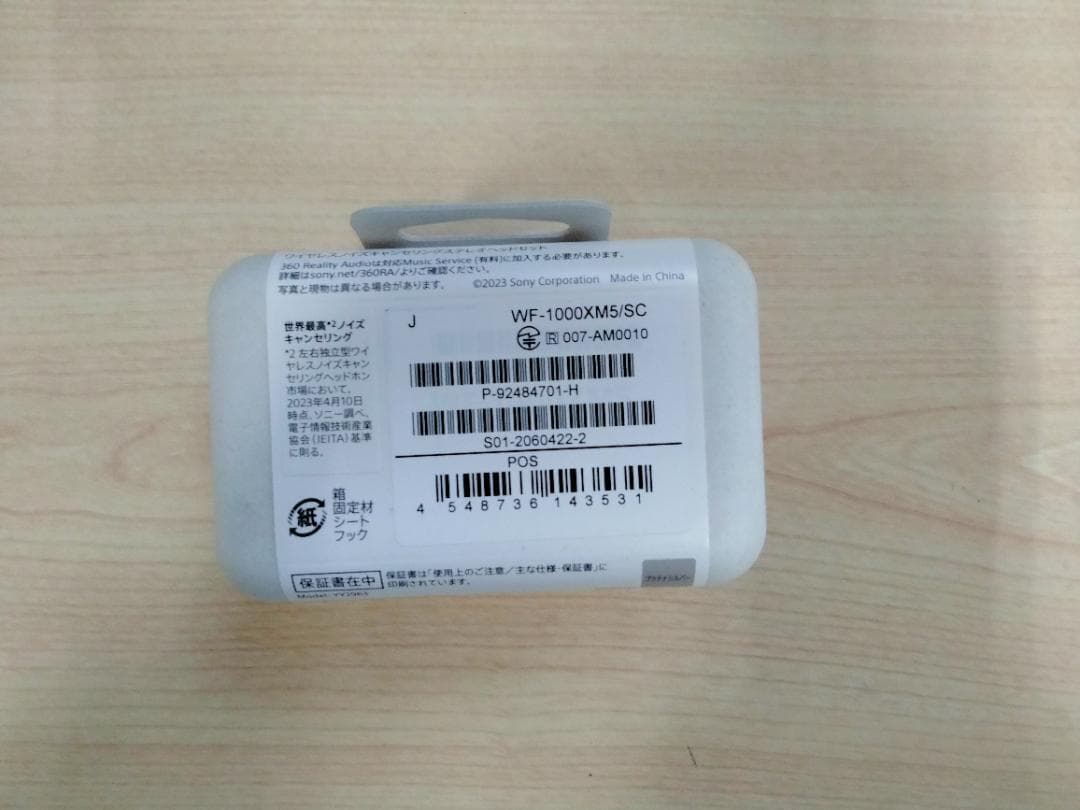 ワイヤレスノイズキャンセリングステレオヘッドセット
360 Reality Audioは対応Music Service (有料)に加入する必要があります。
詳細はsony.net/360RA/よりご確認ください。
写真と現物は異なる場合があります。 ©2023 Sony Corporation Made in China
世界最高*2ノイズ
キャンセリング
*2 左右独立型ワイ
ヤレスノイズキャン
セリングヘッドホン
市場において。
2023年4月10日
時点、ソニー調べ。
電子情報技術産業
協会(JEITA)基準
に則る。
J WF-1000XM5/SC
R 007-AM0010
P-92484701-H
S01-2060422-2
POS
4 548736 143531
紙
箱
固定材
シート
フック
保証書在中
保証書は「使用上のご注意/主な仕様・保証書」に
印刷されています。
プラチナシルバー
Model: YY2963